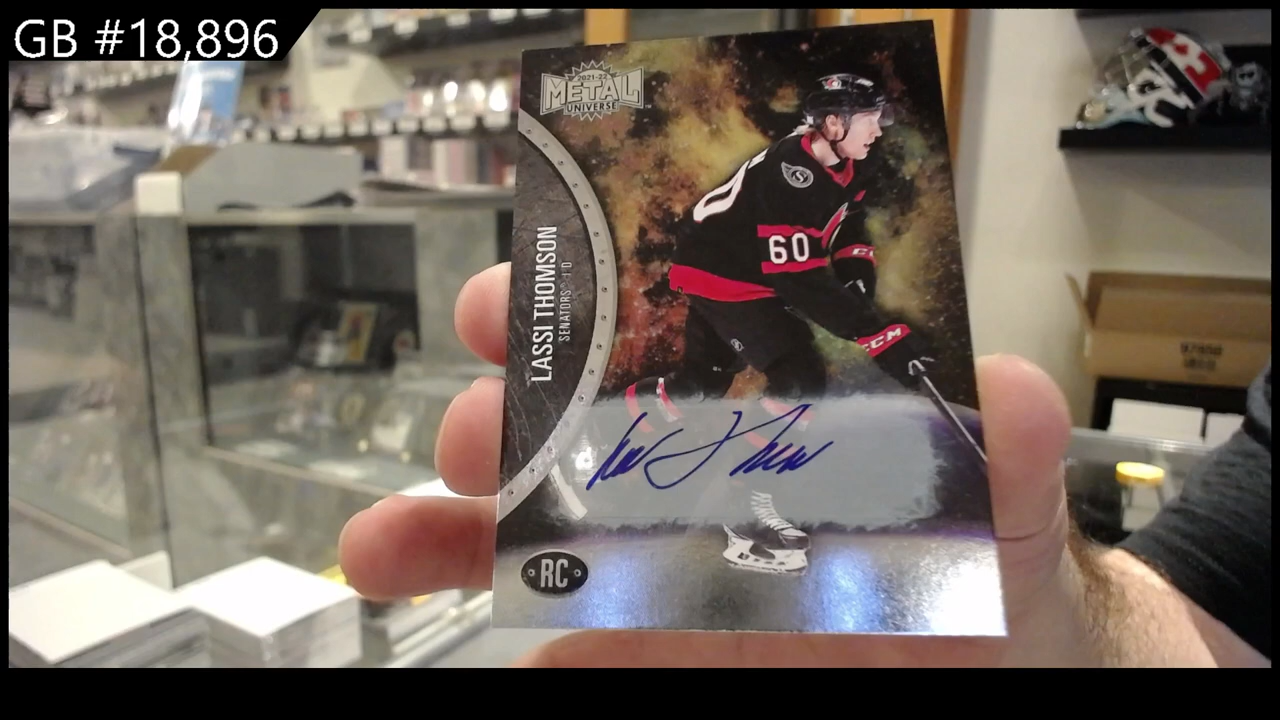 GB #18,896
2021-22
METAL
UNIVERSE
LASSI THOMSON
SENATORS® | D
60
CCM
RC